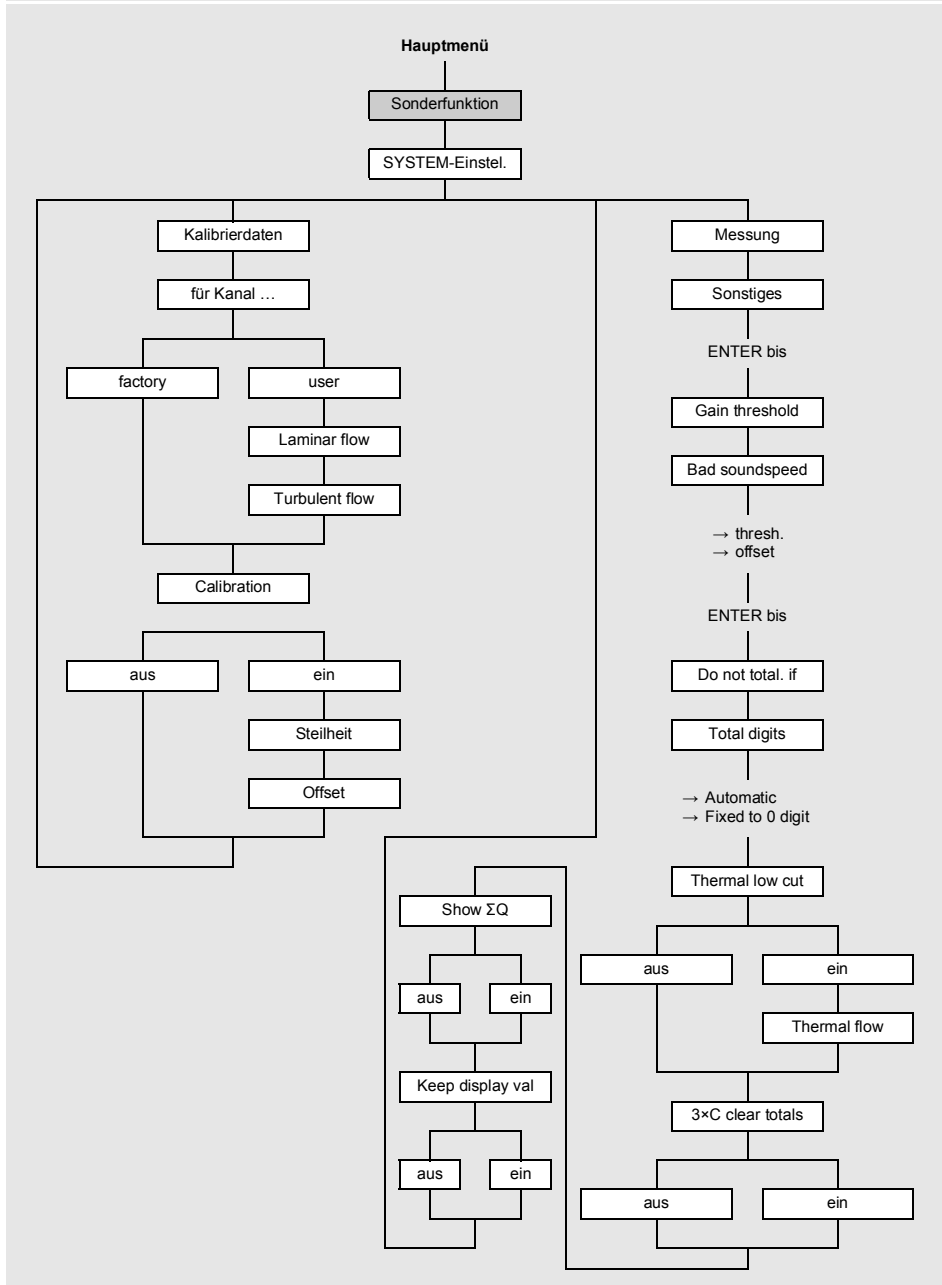 Hauptmenü
Sonderfunktion
SYSTEM-Einstel.
Kalibrierdaten
für Kanal …
factory
user
Laminar flow
Turbulent flow
Calibration
aus
ein
Steilheit
Offset
Messung
Sonstiges
ENTER bis
Gain threshold
Bad soundspeed
→ thresh.
→ offset
ENTER bis
Do not total. if
Total digits
→ Automatic
→ Fixed to 0 digit
Thermal low cut
aus
ein
Thermal flow
3×C clear totals
aus
ein
Show ΣQ
aus
ein
Keep display val
aus
ein